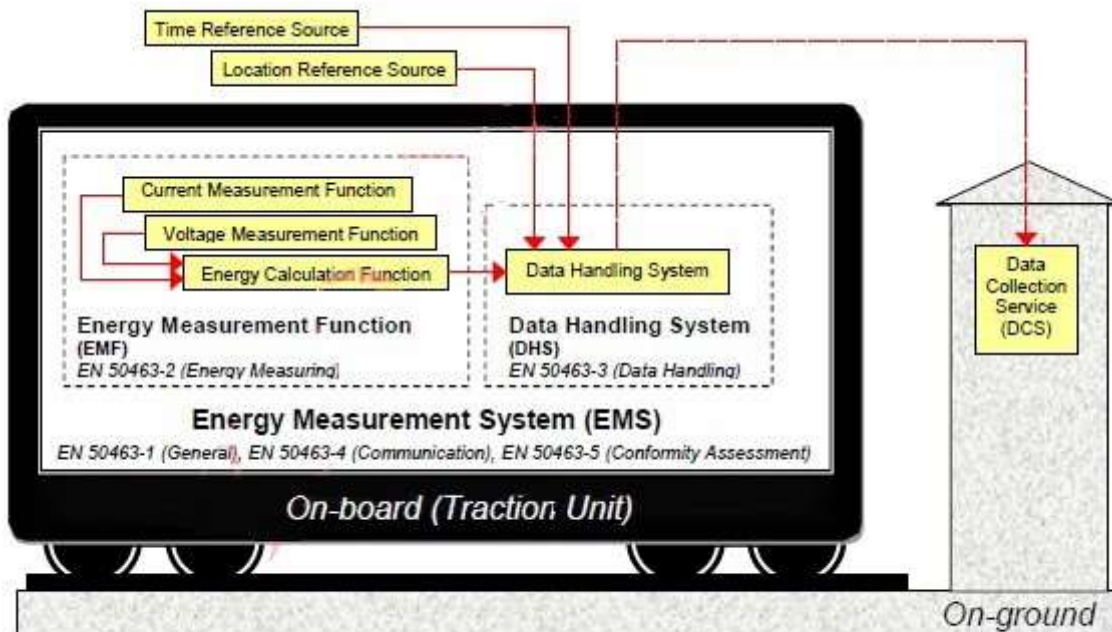 Time Reference Source
Location Reference Source
Current Measurement Function
Voltage Measurement Function
Energy Calculation Function
Energy Measurement Function
(EMF)
EN 50463-2 (Energy Measuring)
Data Handling System
Data Handling System
(DHS)
EN 50463-3 (Data Handling)
Energy Measurement System (EMS)
EN 50463-1 (General), EN 50463-4 (Communication), EN 50463-5 (Conformity Assessment)
On-board (Traction Unit)
Data
Collection
Service
(DCS)
On-ground